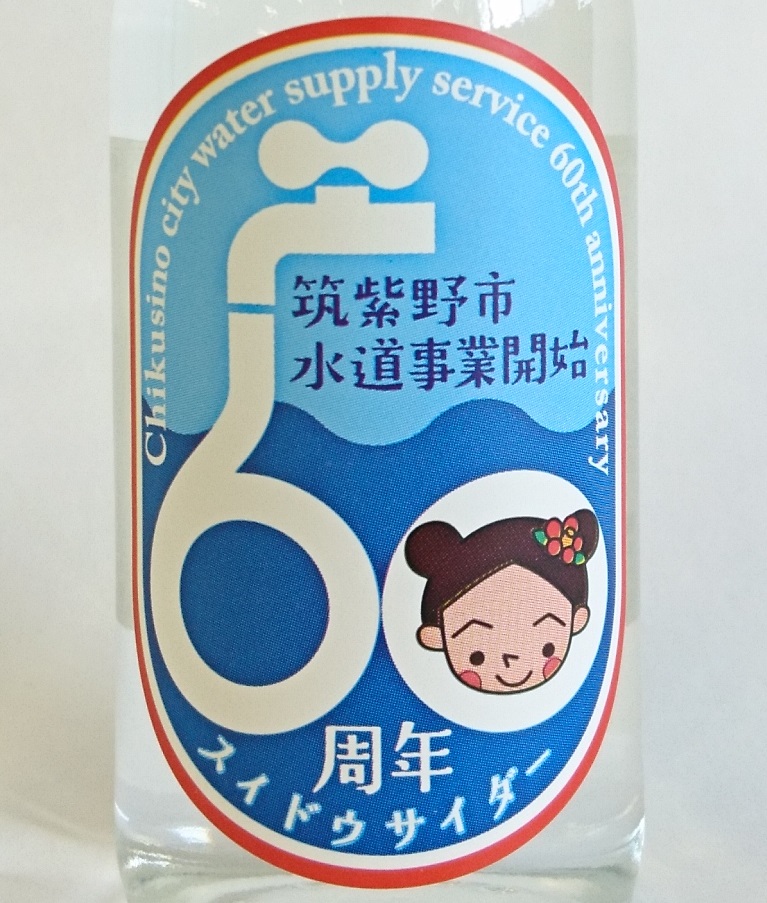 Chikusino city water supply service 60th anniversary
筑紫野市
水道事業開始
60
周年
スイドウサイダー